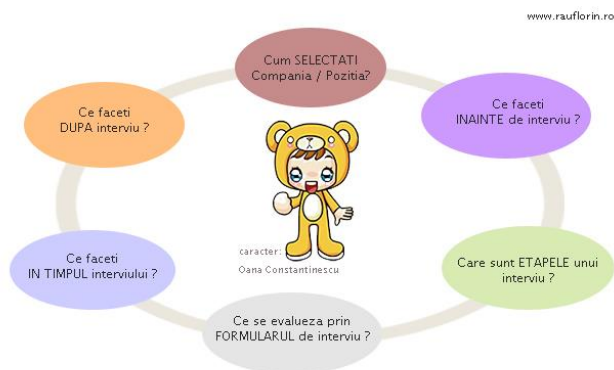 www.rauflorin.ro
Cum SELECTATI
Compania / Pozitia?
Ce faceti
INAINTE de interviu ?
Care sunt ETAPELE unui
interviu ?
Ce se evalueza prin
FORMULARUL de interviu ?
Ce faceti
IN TIMPUL interviului ?
Ce faceti
DUPA interviu ?
caracter:
Oana Constantinescu